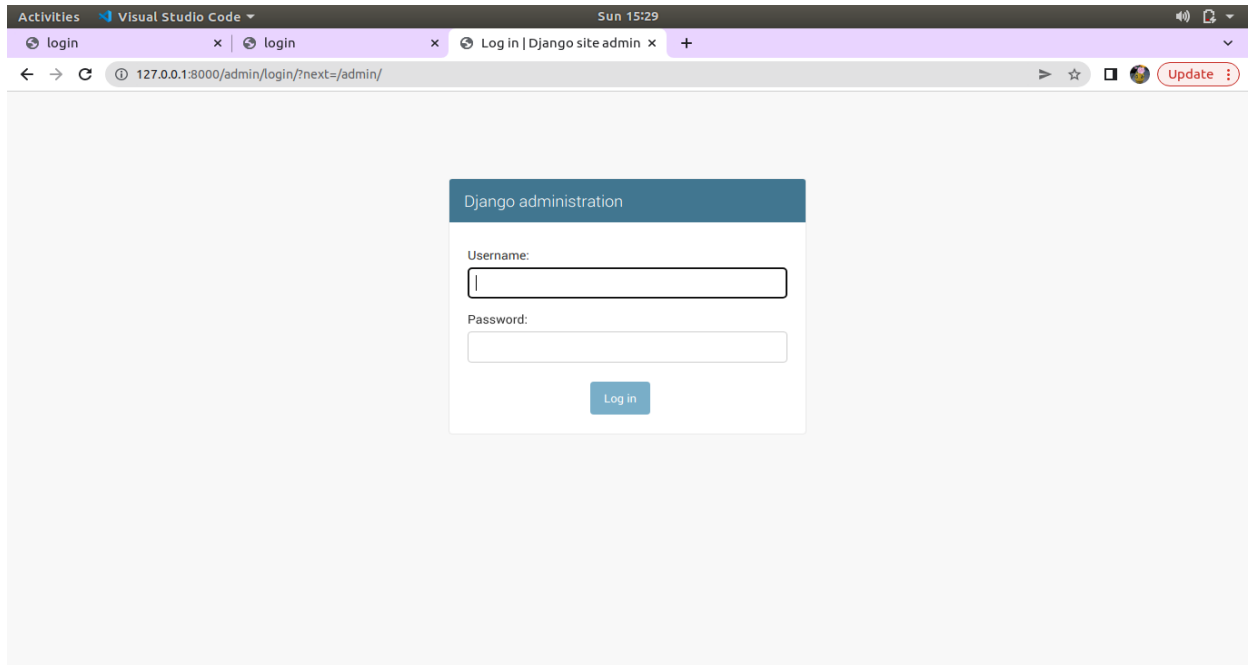 Activities Visual Studio Code Sun 15:29
login login Log in | Django site admin
127.0.0.1:8000/admin/login/?next=/admin/ Update
Django administration
Username:
Password:
Log in